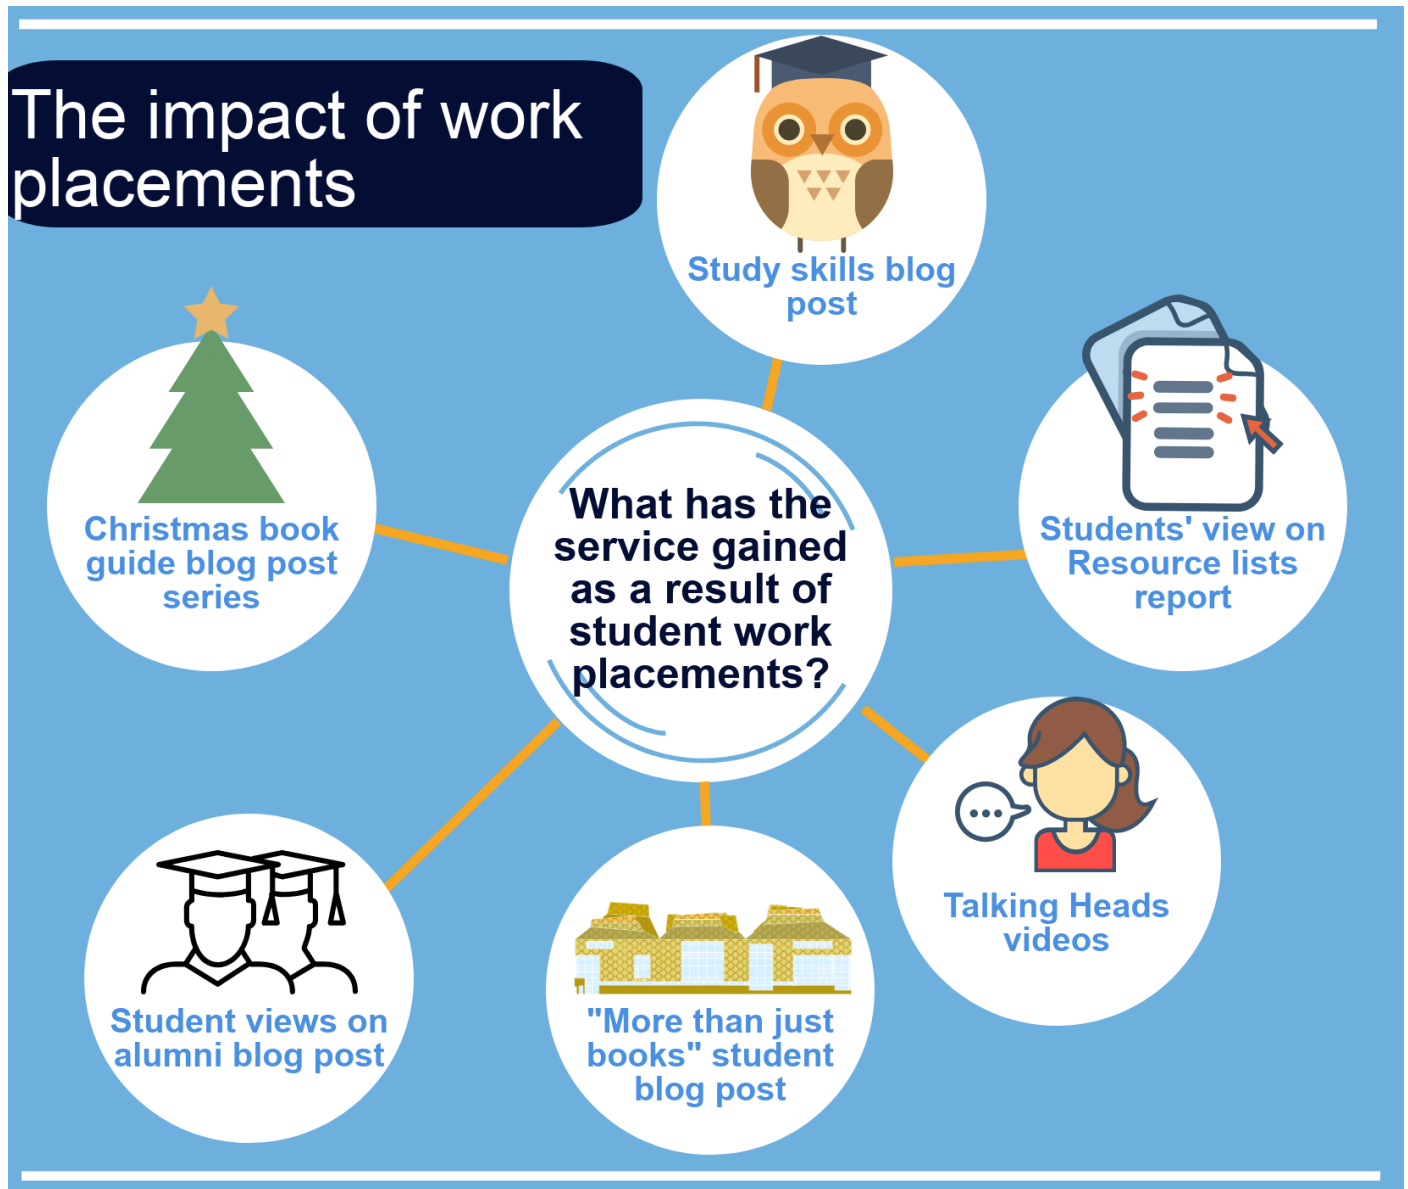 The impact of work
placements
Study skills blog
post
Christmas book
guide blog post
series
What has the
service gained
as a result of
student work
placements?
Students' view on
Resource lists
report
Talking Heads
videos
Student views on
alumni blog post
"More than just
books" student
blog post